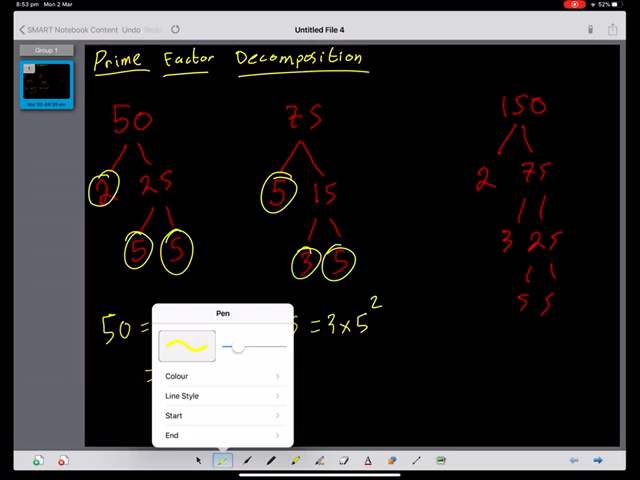 8:53 pm Mon 2 Mar
52%
SMART Notebook Content Undo Redo
Untitled File 4
Group 1
1
Prime Factor Decomposition
50
2 25
5 5
75
5 15
3 5
150
2 75
3 25
5 5
50 =
5 = 3 × 5²
=
Pen
Colour
Line Style
Start
End
A